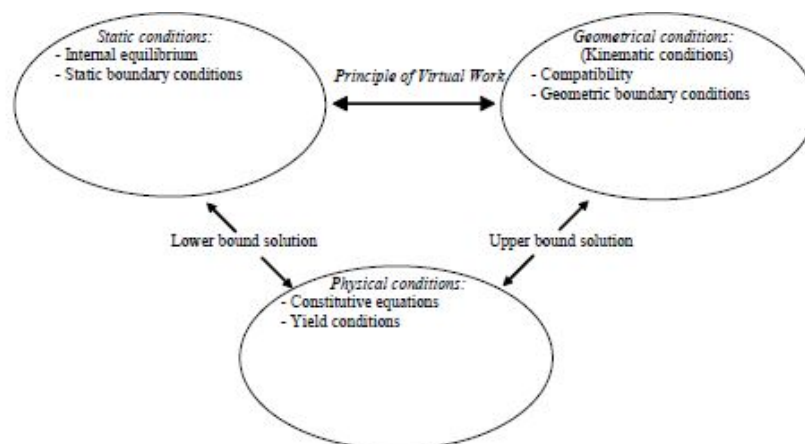 Static conditions:
- Internal equilibrium
- Static boundary conditions
Geometrical conditions:
(Kinematic conditions)
- Compatibility
- Geometric boundary conditions
Principle of Virtual Work
Lower bound solution
Upper bound solution
Physical conditions:
- Constitutive equations
- Yield conditions